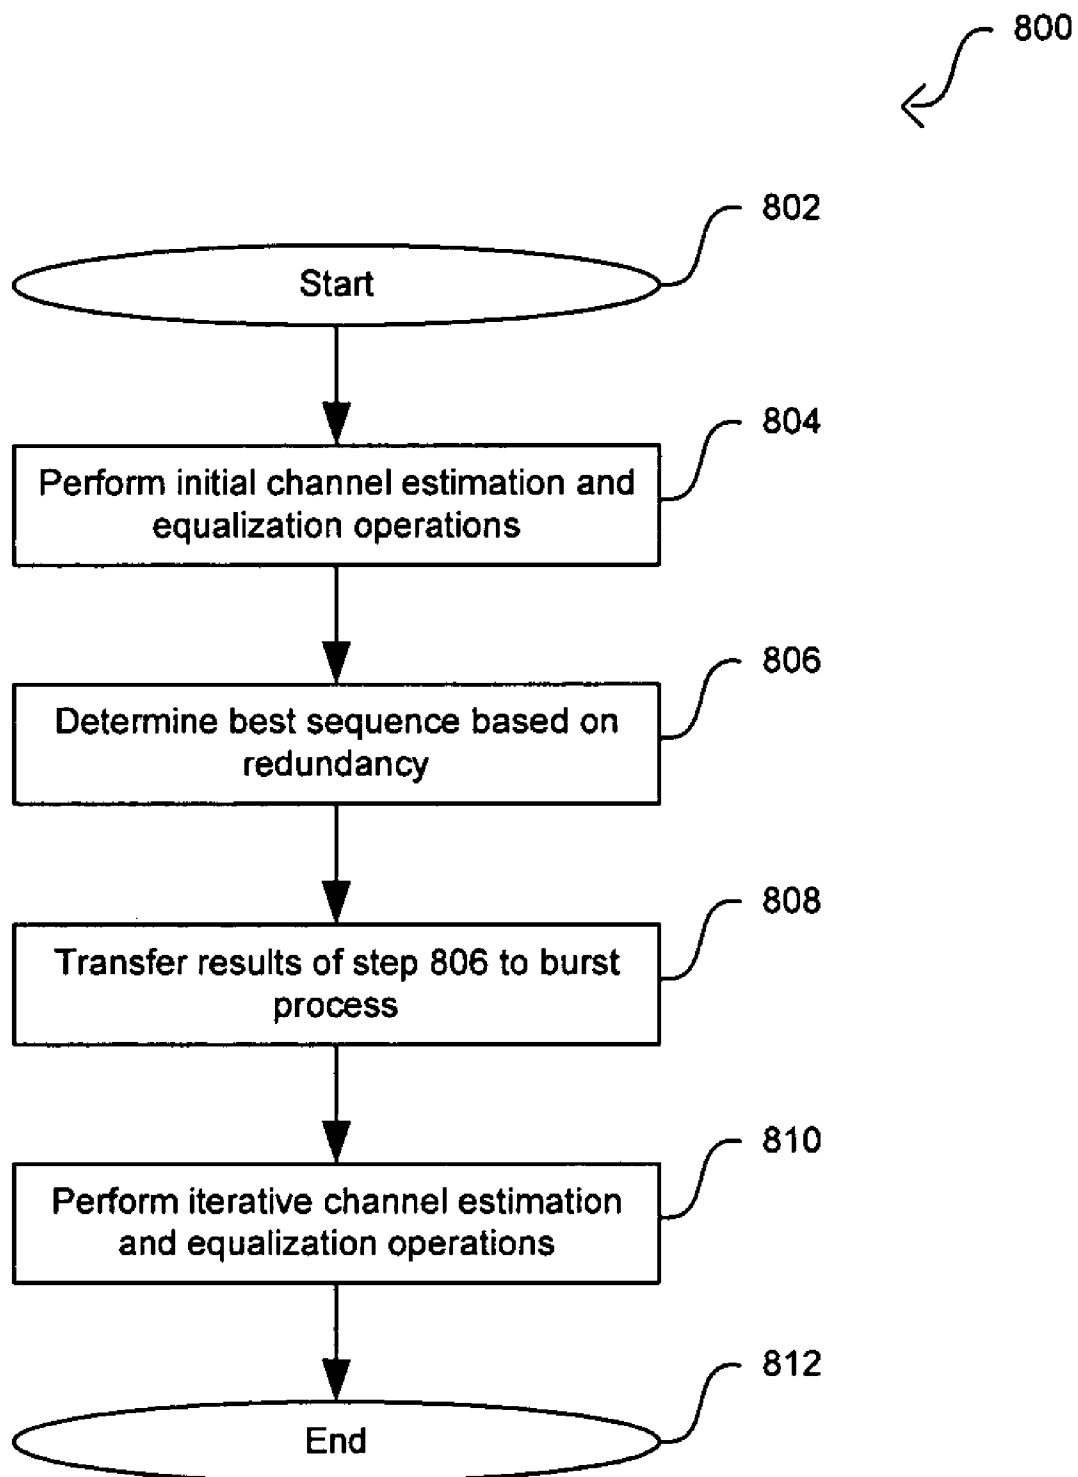 800
802
Start
804
Perform initial channel estimation and
equalization operations
806
Determine best sequence based on
redundancy
808
Transfer results of step 806 to burst
process
810
Perform iterative channel estimation
and equalization operations
812
End